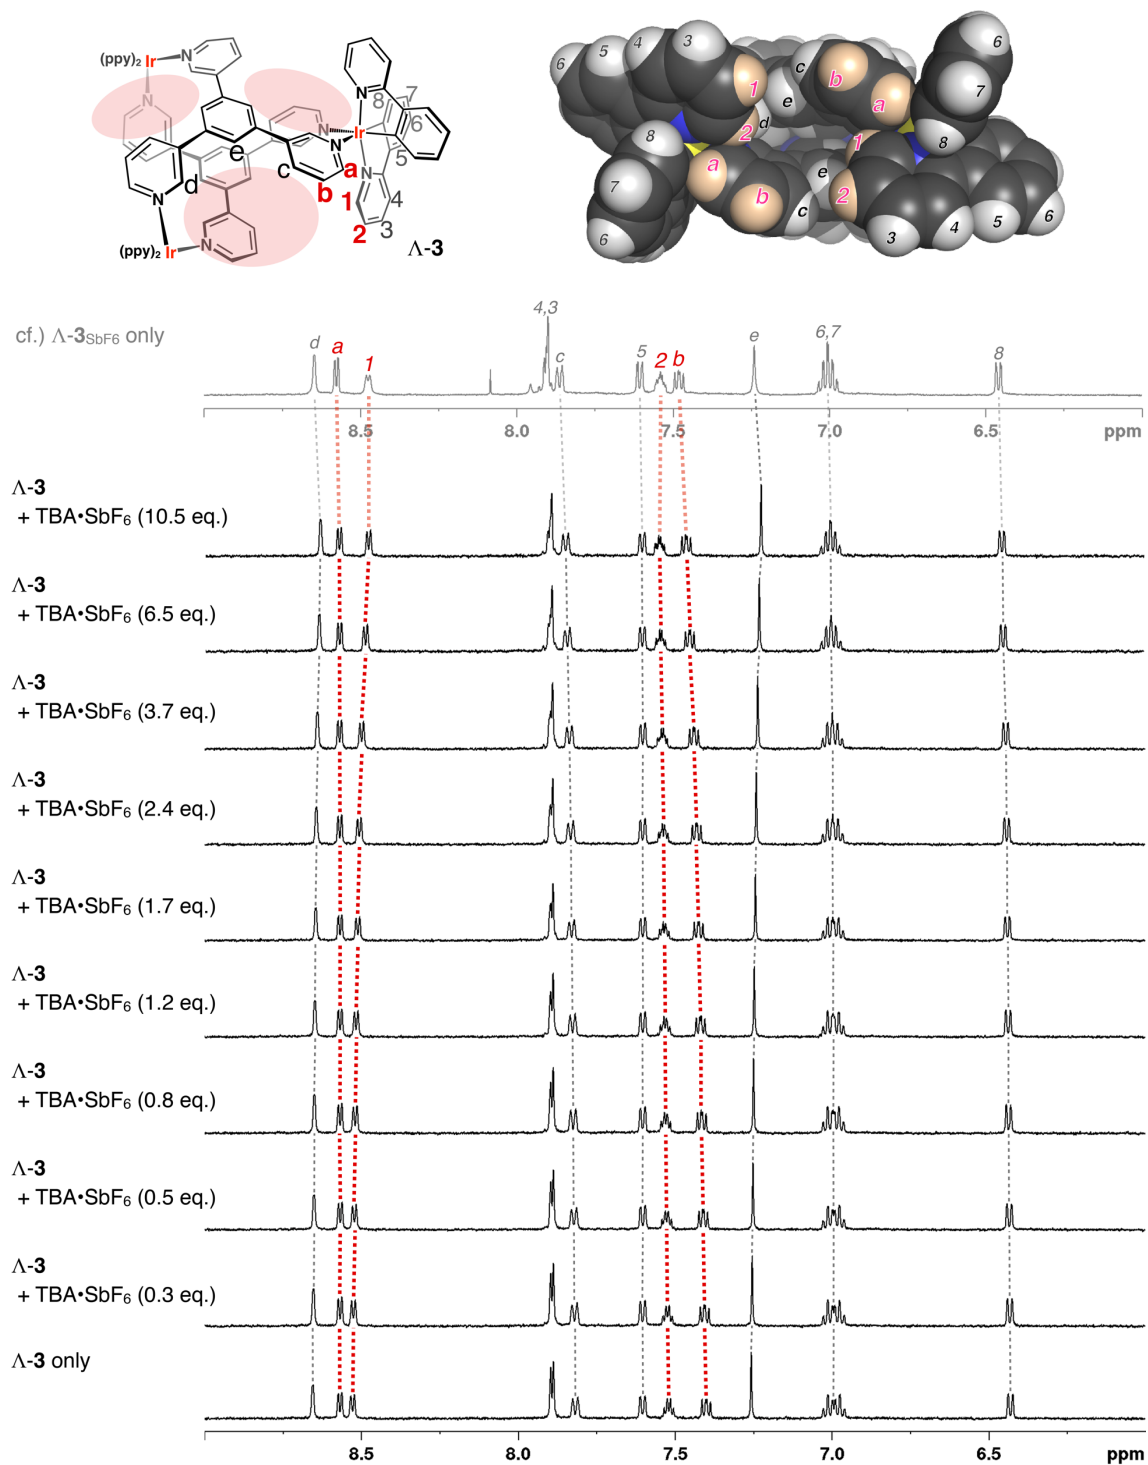 (ppy)₂ Ir
N
N
8
7
6
5
N
N
Ir
N
N
e
c
a
b
d
1
2
3
4
N
N
(ppy)₂ Ir
Λ-3
6
5
4
3
1
c
b
a
6
7
e
d
2
8
8
a
1
7
b
e
c
2
6
3
4
5
6
cf.) Λ-3SbF6 only
d
a
1
4,3
c
5
2
b
e
6,7
8
8.5
8.0
7.5
7.0
6.5
ppm
Λ-3
+ TBA•SbF₆ (10.5 eq.)
Λ-3
+ TBA•SbF₆ (6.5 eq.)
Λ-3
+ TBA•SbF₆ (3.7 eq.)
Λ-3
+ TBA•SbF₆ (2.4 eq.)
Λ-3
+ TBA•SbF₆ (1.7 eq.)
Λ-3
+ TBA•SbF₆ (1.2 eq.)
Λ-3
+ TBA•SbF₆ (0.8 eq.)
Λ-3
+ TBA•SbF₆ (0.5 eq.)
Λ-3
+ TBA•SbF₆ (0.3 eq.)
Λ-3 only
8.5
8.0
7.5
7.0
6.5
ppm